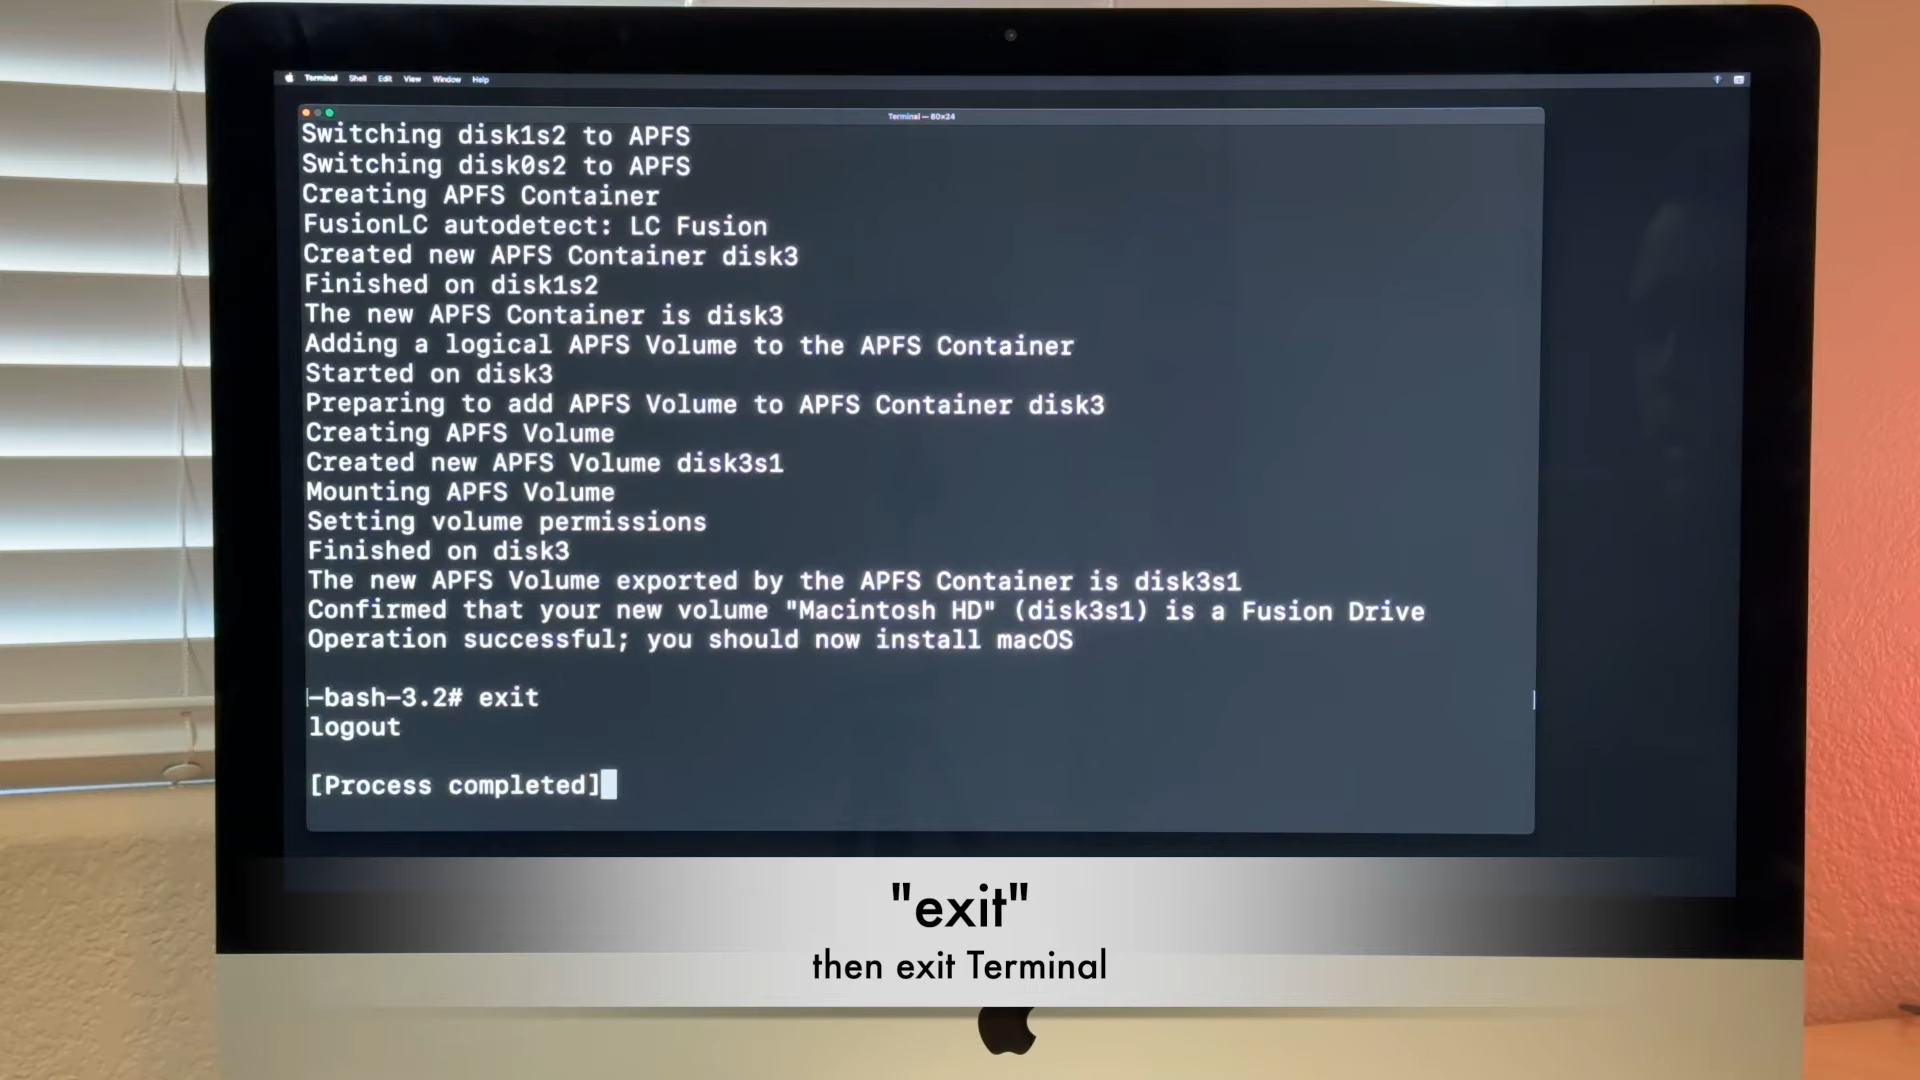 Terminal Shell Edit View Window Help
Terminal — 80×24
Switching disk1s2 to APFS
Switching disk0s2 to APFS
Creating APFS Container
FusionLC autodetect: LC Fusion
Created new APFS Container disk3
Finished on disk1s2
The new APFS Container is disk3
Adding a logical APFS Volume to the APFS Container
Started on disk3
Preparing to add APFS Volume to APFS Container disk3
Creating APFS Volume
Created new APFS Volume disk3s1
Mounting APFS Volume
Setting volume permissions
Finished on disk3
The new APFS Volume exported by the APFS Container is disk3s1
Confirmed that your new volume "Macintosh HD" (disk3s1) is a Fusion Drive
Operation successful; you should now install macOS
-bash-3.2# exit
logout
[Process completed]
"exit"
then exit Terminal